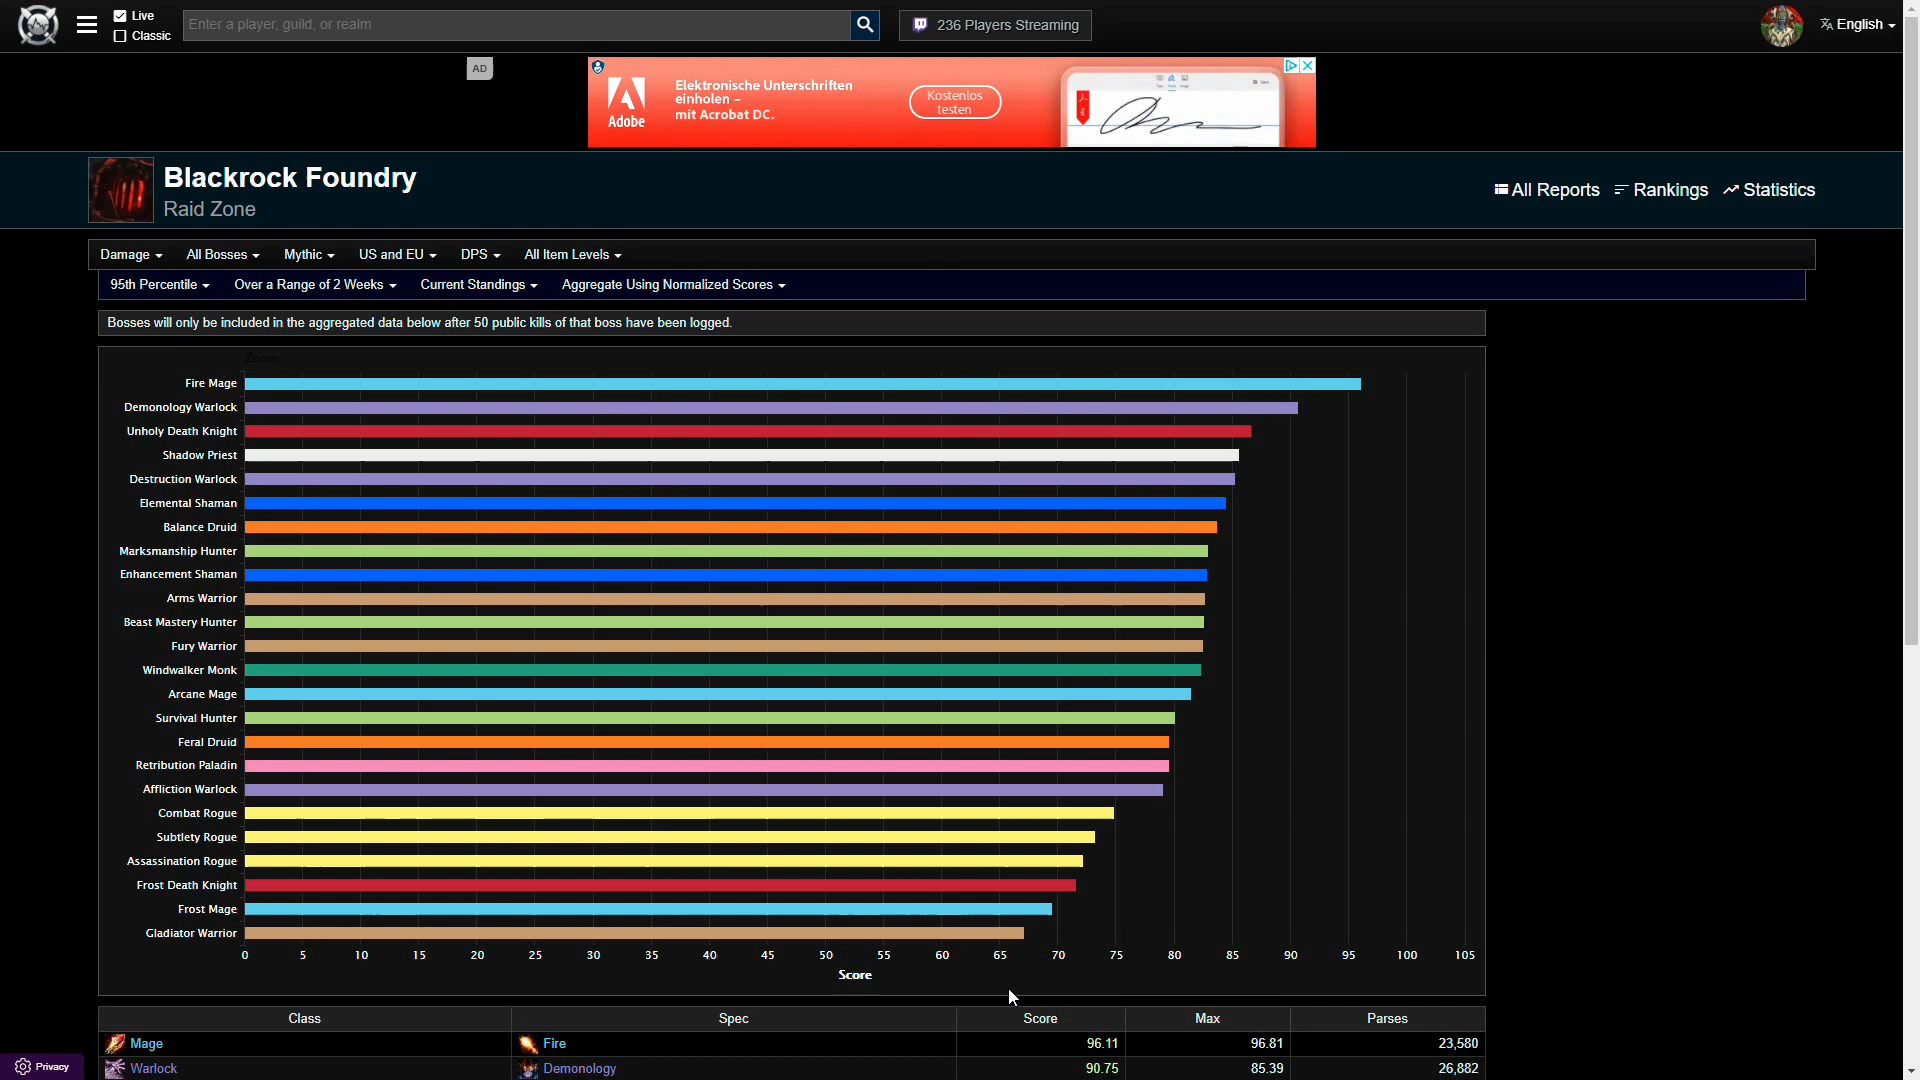 Live
Classic
Enter a player, guild, or realm
236 Players Streaming
English
AD
Adobe
Elektronische Unterschriften
einholen –
mit Acrobat DC.
Kostenlos
testen
Blackrock Foundry
Raid Zone
All Reports
Rankings
Statistics
Damage
All Bosses
Mythic
US and EU
DPS
All Item Levels
95th Percentile
Over a Range of 2 Weeks
Current Standings
Aggregate Using Normalized Scores
Bosses will only be included in the aggregated data below after 50 public kills of that boss have been logged.
Zoom
Fire Mage
Demonology Warlock
Unholy Death Knight
Shadow Priest
Destruction Warlock
Elemental Shaman
Balance Druid
Marksmanship Hunter
Enhancement Shaman
Arms Warrior
Beast Mastery Hunter
Fury Warrior
Windwalker Monk
Arcane Mage
Survival Hunter
Feral Druid
Retribution Paladin
Affliction Warlock
Combat Rogue
Subtlety Rogue
Assassination Rogue
Frost Death Knight
Frost Mage
Gladiator Warrior
0 5 10 15 20 25 30 35 40 45 50 55 60 65 70 75 80 85 90 95 100 105
Score
Class Spec Score Max Parses
Mage Fire 96.11 96.81 23,580
Warlock Demonology 90.75 85.39 26,882
Privacy